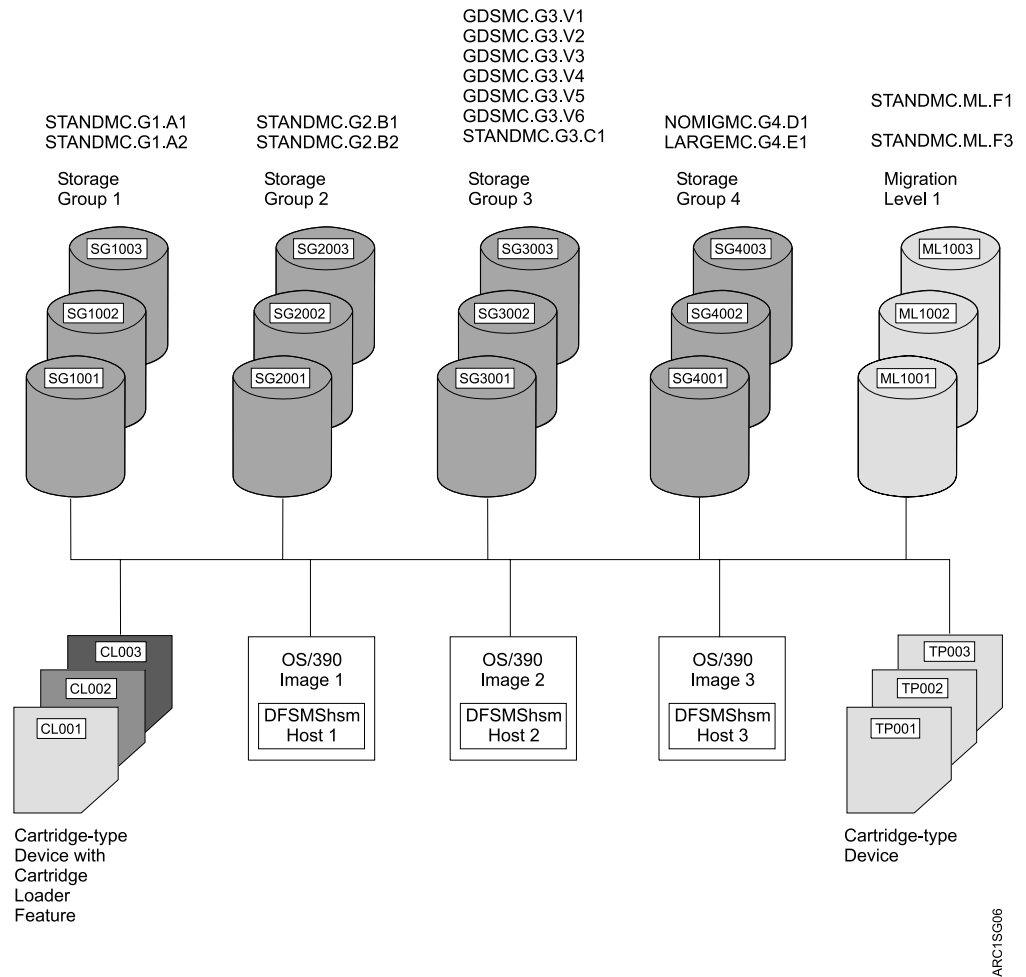 GDSMC.G3.V1
GDSMC.G3.V2
GDSMC.G3.V3
GDSMC.G3.V4
GDSMC.G3.V5
GDSMC.G3.V6
STANDMC.G3.C1
STANDMC.G1.A1
STANDMC.G1.A2
STANDMC.G2.B1
STANDMC.G2.B2
NOMIGMC.G4.D1
LARGEMC.G4.E1
STANDMC.ML.F1
STANDMC.ML.F3
Storage
Group 1
Storage
Group 2
Storage
Group 3
Storage
Group 4
Migration
Level 1
SG1003
SG1002
SG1001
SG2003
SG2002
SG2001
SG3003
SG3002
SG3001
SG4003
SG4002
SG4001
ML1003
ML1002
ML1001
CL003
CL002
CL001
OS/390
Image 1
DFSMShsm
Host 1
OS/390
Image 2
DFSMShsm
Host 2
OS/390
Image 3
DFSMShsm
Host 3
TP003
TP002
TP001
Cartridge-type
Device with
Cartridge
Loader
Feature
Cartridge-type
Device
ARC1SG06